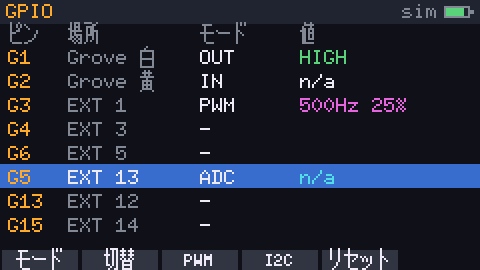 GPIO sim
ピン 場所 モード 値
G1 Grove 白 OUT HIGH
G2 Grove 黄 IN n/a
G3 EXT 1 PWM 500Hz 25%
G4 EXT 3 -
G6 EXT 5 -
G5 EXT 13 ADC n/a
G13 EXT 12 -
G15 EXT 14 -
モード 切替 PWM I2C リセット